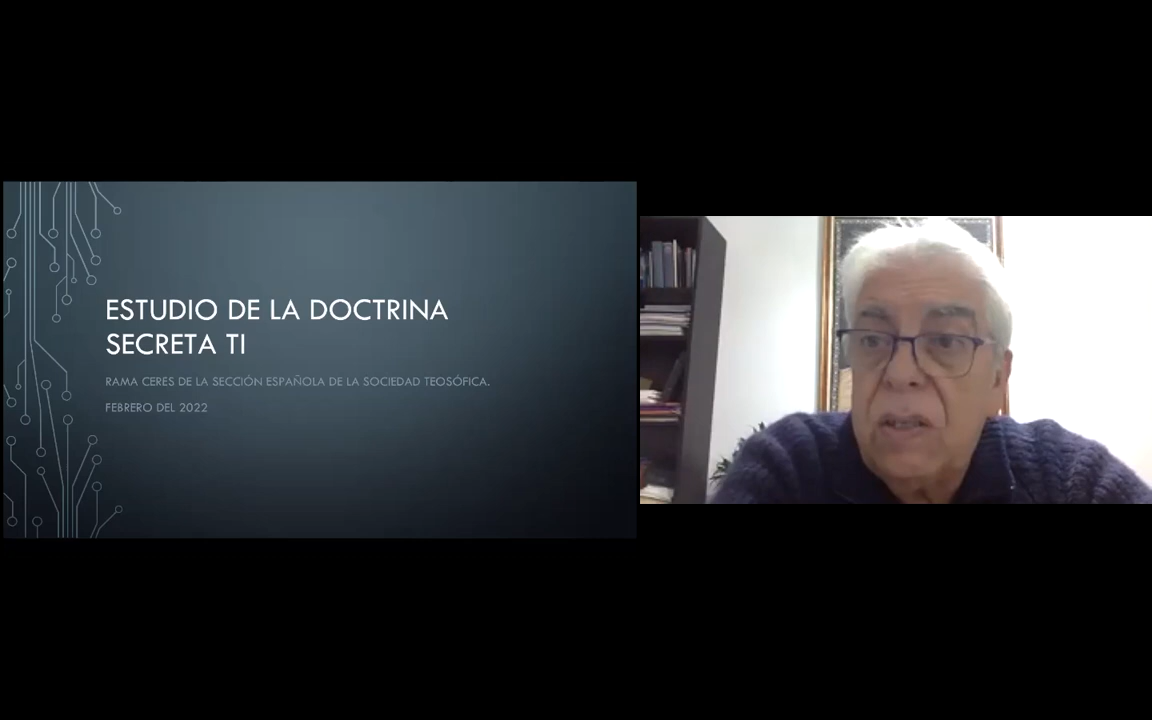 ESTUDIO DE LA DOCTRINA
SECRETA TI
RAMA CERES DE LA SECCIÓN ESPAÑOLA DE LA SOCIEDAD TEOSÓFICA.
FEBRERO DEL 2022